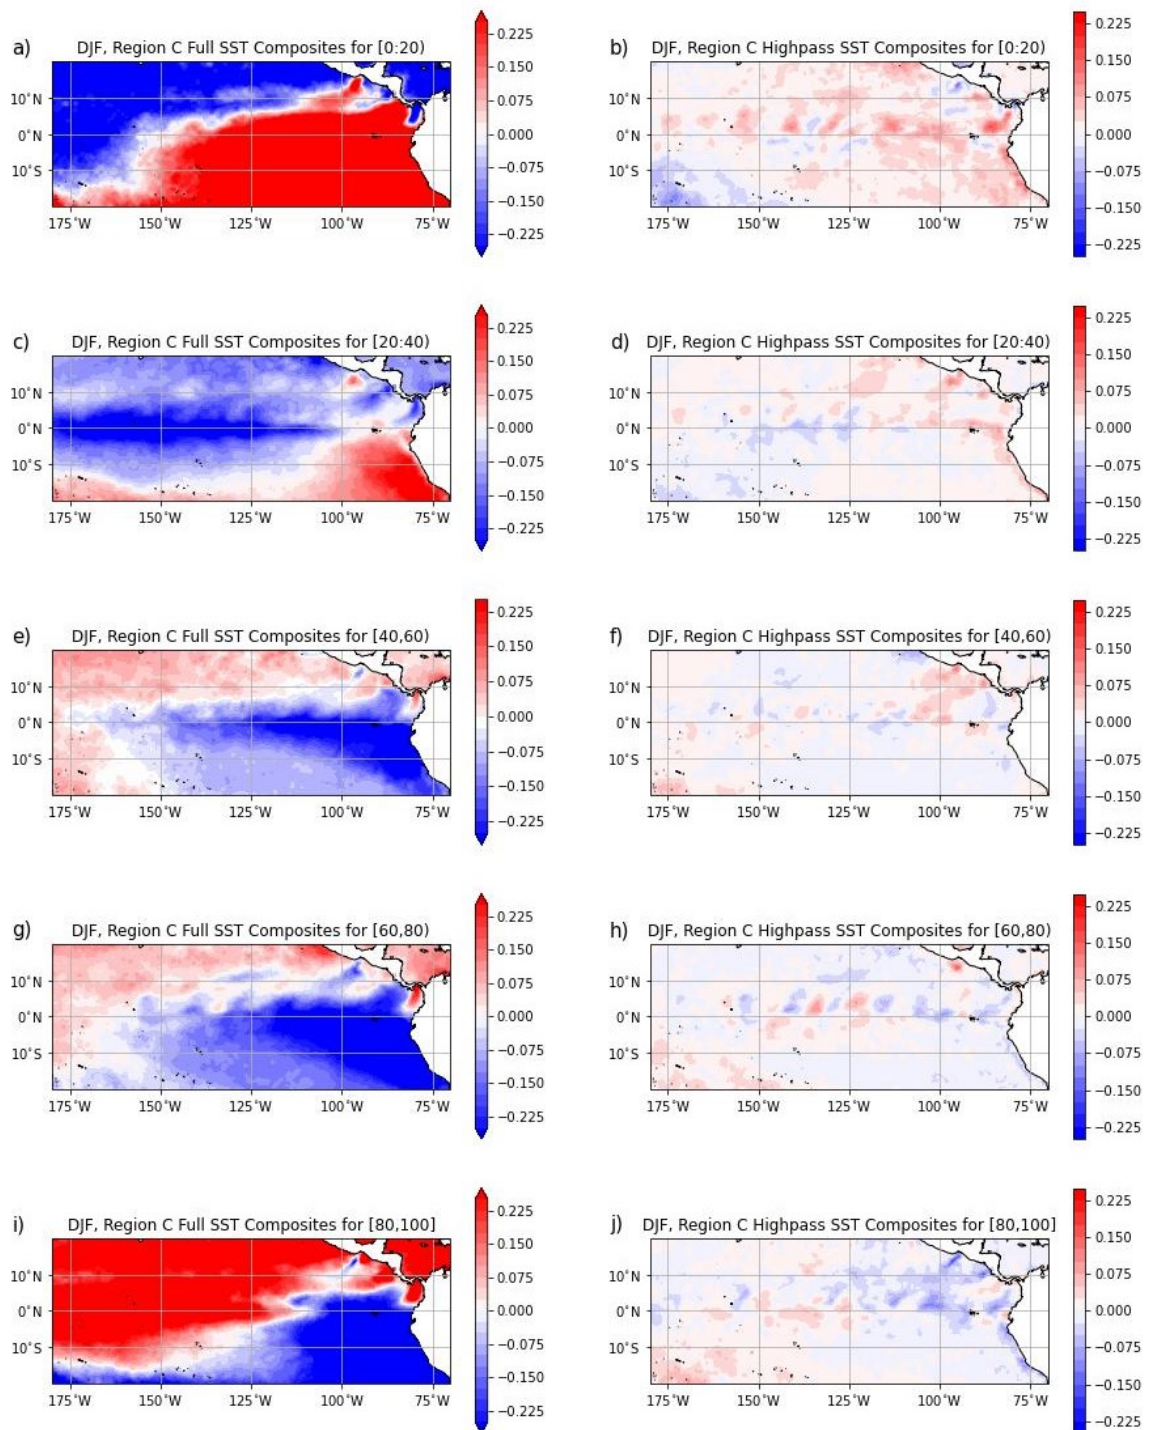 a) DJF, Region C Full SST Composites for [0:20)
10°N
0°N
10°S
175°W 150°W 125°W 100°W 75°W
0.225
0.150
0.075
0.000
−0.075
−0.150
−0.225
b) DJF, Region C Highpass SST Composites for [0:20)
10°N
0°N
10°S
175°W 150°W 125°W 100°W 75°W
0.225
0.150
0.075
0.000
−0.075
−0.150
−0.225
c) DJF, Region C Full SST Composites for [20:40)
10°N
0°N
10°S
175°W 150°W 125°W 100°W 75°W
0.225
0.150
0.075
0.000
−0.075
−0.150
−0.225
d) DJF, Region C Highpass SST Composites for [20:40)
10°N
0°N
10°S
175°W 150°W 125°W 100°W 75°W
0.225
0.150
0.075
0.000
−0.075
−0.150
−0.225
e) DJF, Region C Full SST Composites for [40,60)
10°N
0°N
10°S
175°W 150°W 125°W 100°W 75°W
0.225
0.150
0.075
0.000
−0.075
−0.150
−0.225
f) DJF, Region C Highpass SST Composites for [40,60)
10°N
0°N
10°S
175°W 150°W 125°W 100°W 75°W
0.225
0.150
0.075
0.000
−0.075
−0.150
−0.225
g) DJF, Region C Full SST Composites for [60,80)
10°N
0°N
10°S
175°W 150°W 125°W 100°W 75°W
0.225
0.150
0.075
0.000
−0.075
−0.150
−0.225
h) DJF, Region C Highpass SST Composites for [60,80)
10°N
0°N
10°S
175°W 150°W 125°W 100°W 75°W
0.225
0.150
0.075
0.000
−0.075
−0.150
−0.225
i) DJF, Region C Full SST Composites for [80,100]
10°N
0°N
10°S
175°W 150°W 125°W 100°W 75°W
0.225
0.150
0.075
0.000
−0.075
−0.150
−0.225
j) DJF, Region C Highpass SST Composites for [80,100]
10°N
0°N
10°S
175°W 150°W 125°W 100°W 75°W
0.225
0.150
0.075
0.000
−0.075
−0.150
−0.225